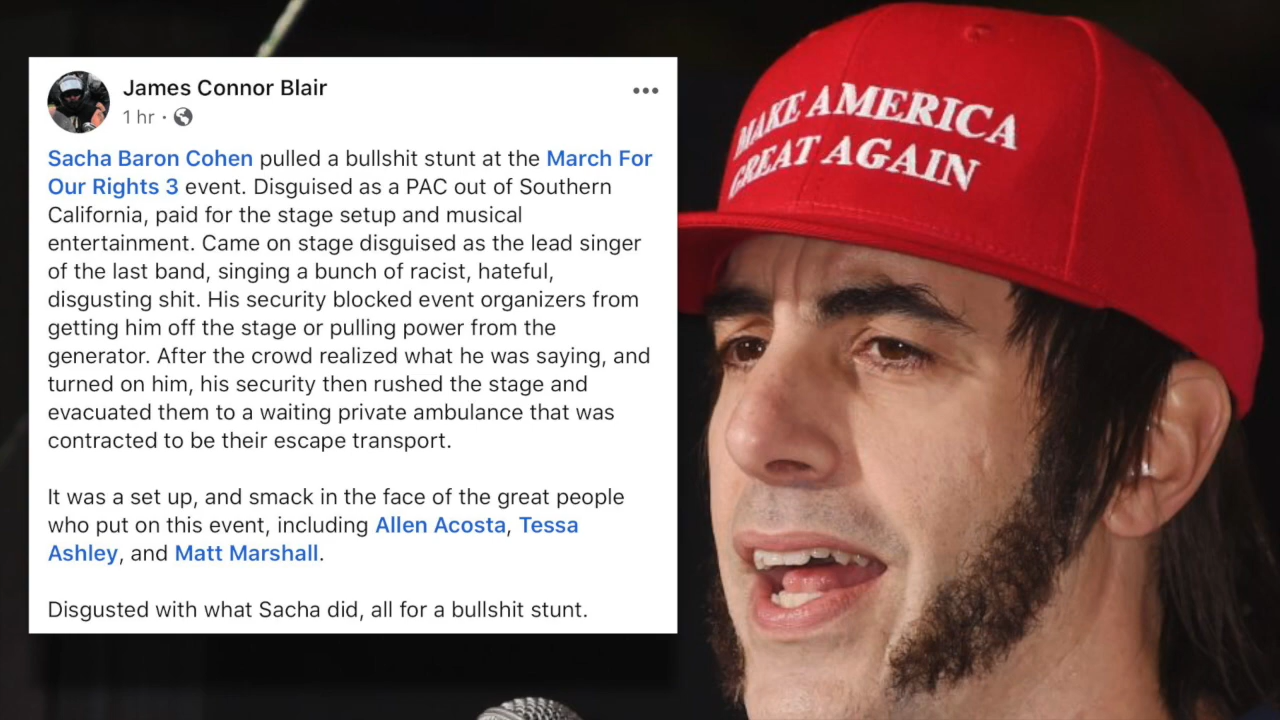 James Connor Blair
1 hr ·
Sacha Baron Cohen pulled a bullshit stunt at the March For
Our Rights 3 event. Disguised as a PAC out of Southern
California, paid for the stage setup and musical
entertainment. Came on stage disguised as the lead singer
of the last band, singing a bunch of racist, hateful,
disgusting shit. His security blocked event organizers from
getting him off the stage or pulling power from the
generator. After the crowd realized what he was saying, and
turned on him, his security then rushed the stage and
evacuated them to a waiting private ambulance that was
contracted to be their escape transport.
It was a set up, and smack in the face of the great people
who put on this event, including Allen Acosta, Tessa
Ashley, and Matt Marshall.
Disgusted with what Sacha did, all for a bullshit stunt.
MAKE AMERICA
GREAT AGAIN